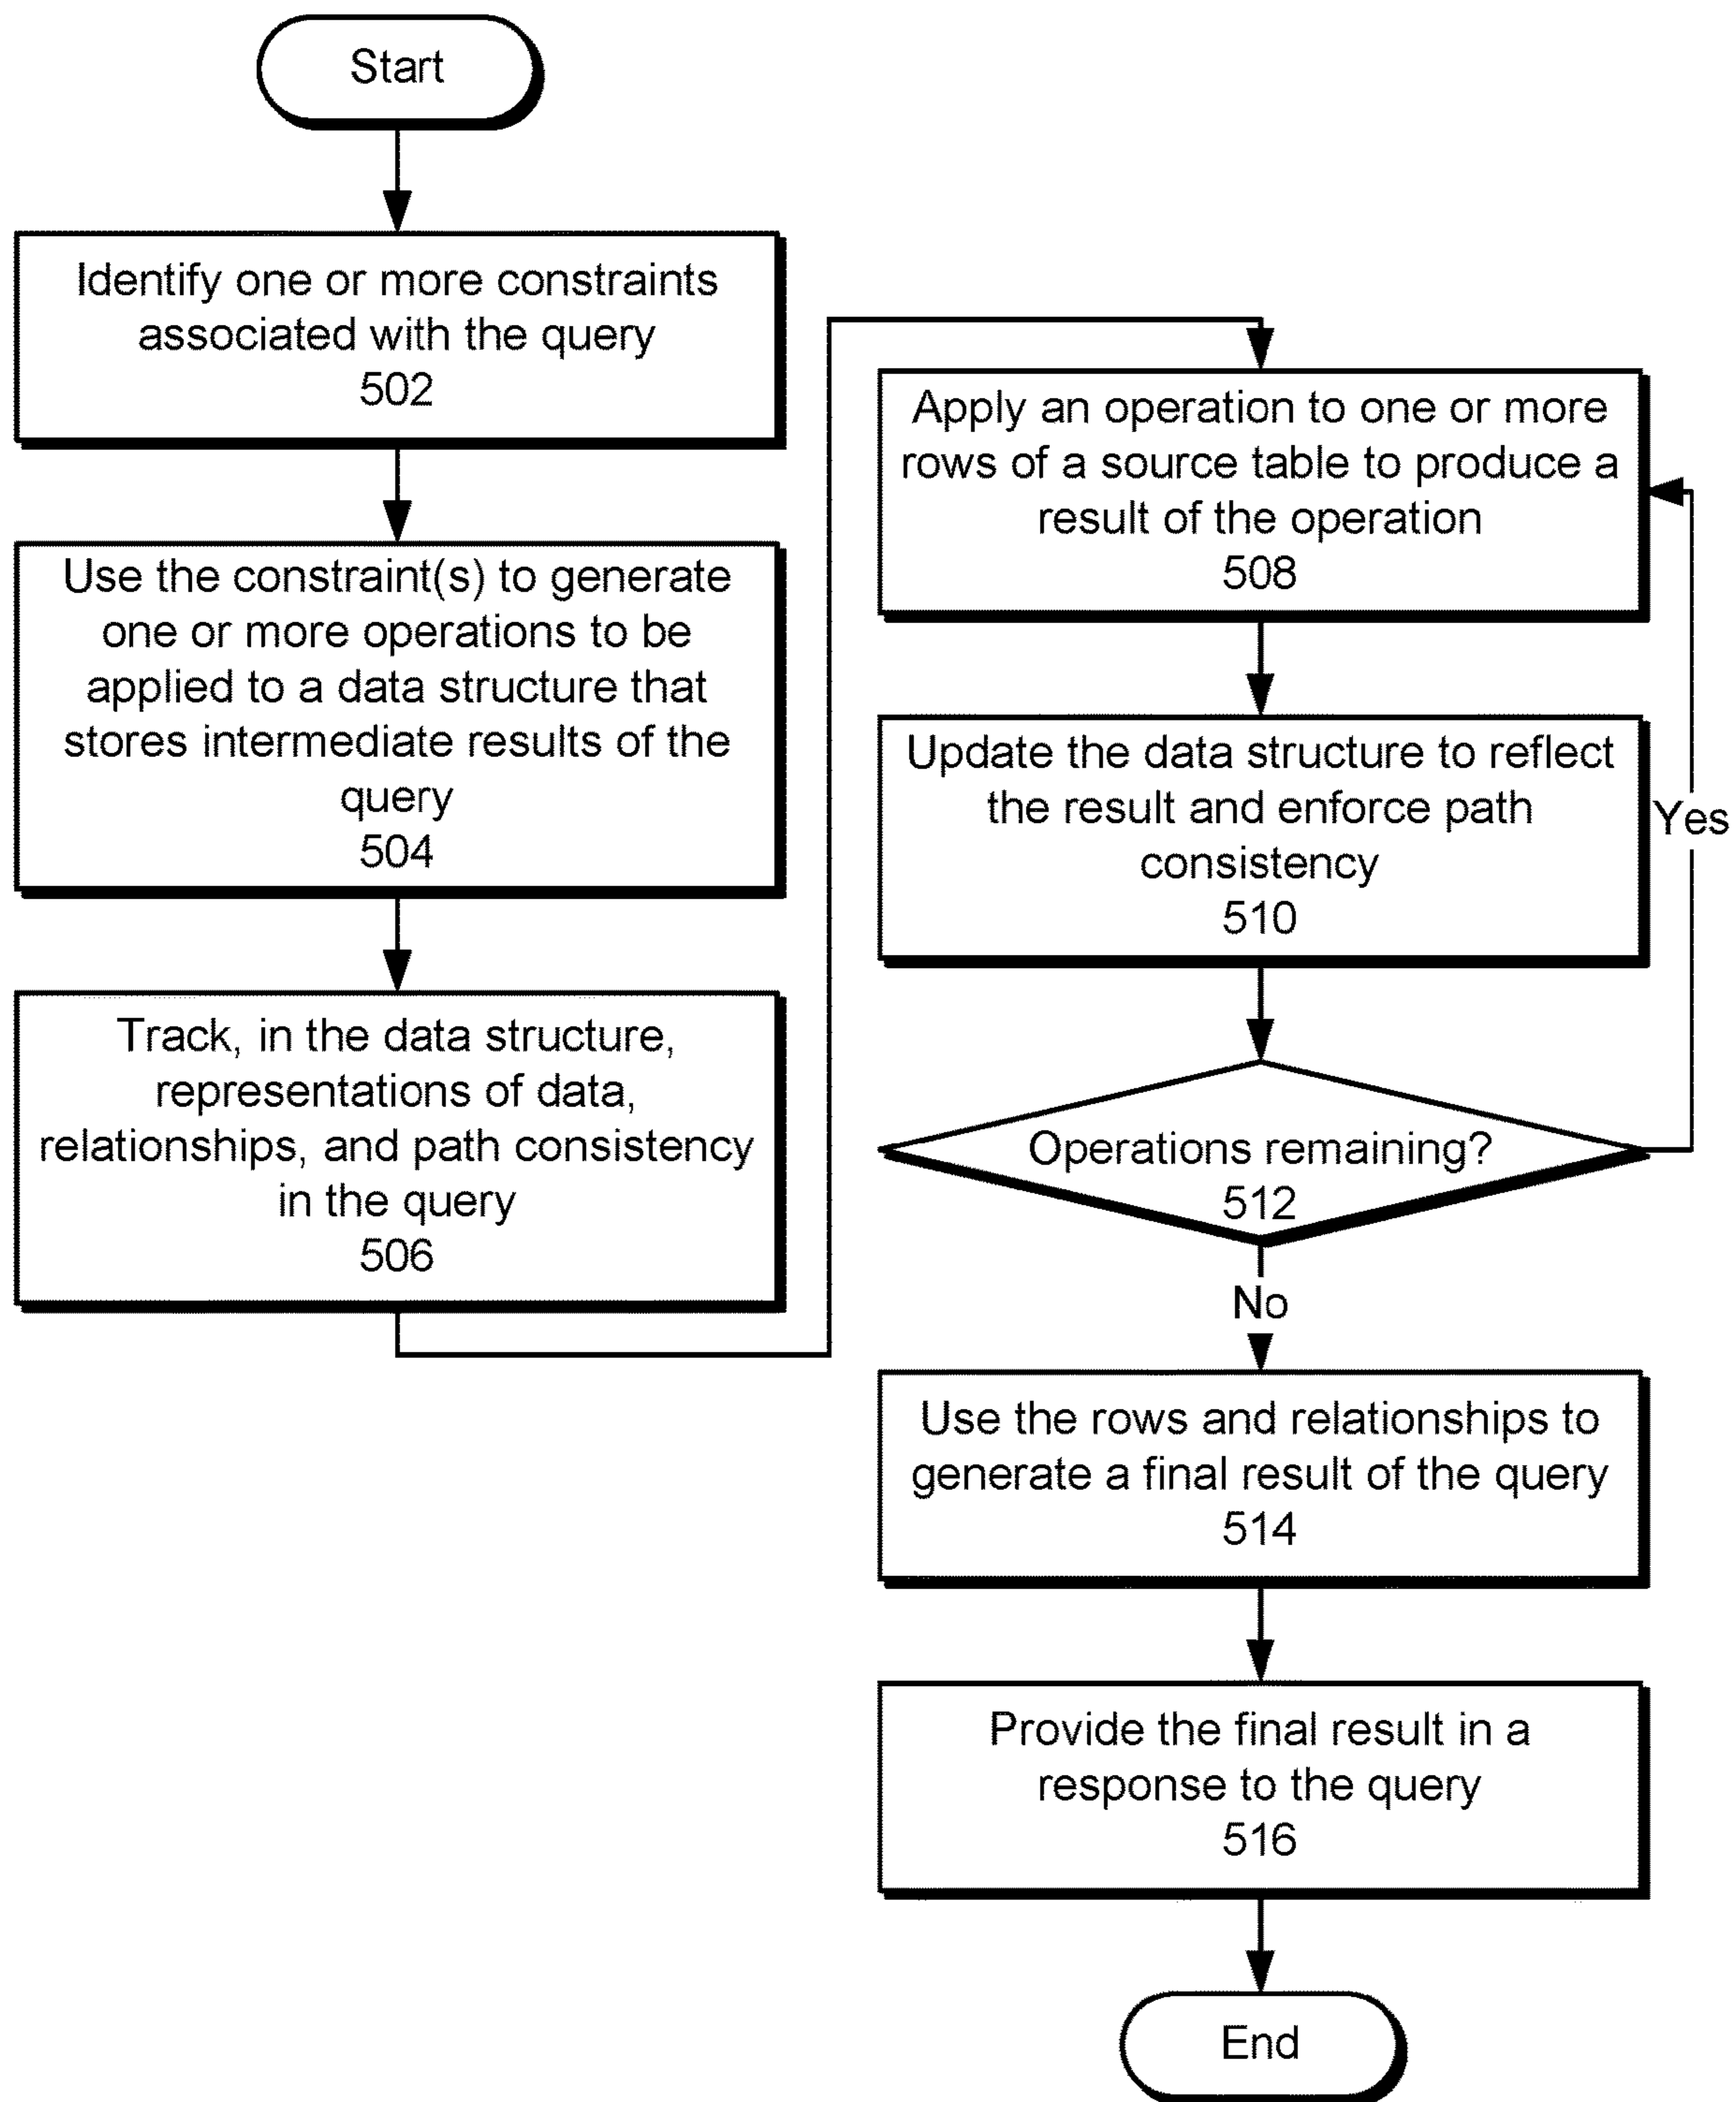 Start
Identify one or more constraints
associated with the query
502
Use the constraint(s) to generate
one or more operations to be
applied to a data structure that
stores intermediate results of the
query
504
Track, in the data structure,
representations of data,
relationships, and path consistency
in the query
506
Apply an operation to one or more
rows of a source table to produce a
result of the operation
508
Update the data structure to reflect
the result and enforce path
consistency
510
Yes
Operations remaining?
512
No
Use the rows and relationships to
generate a final result of the query
514
Provide the final result in a
response to the query
516
End